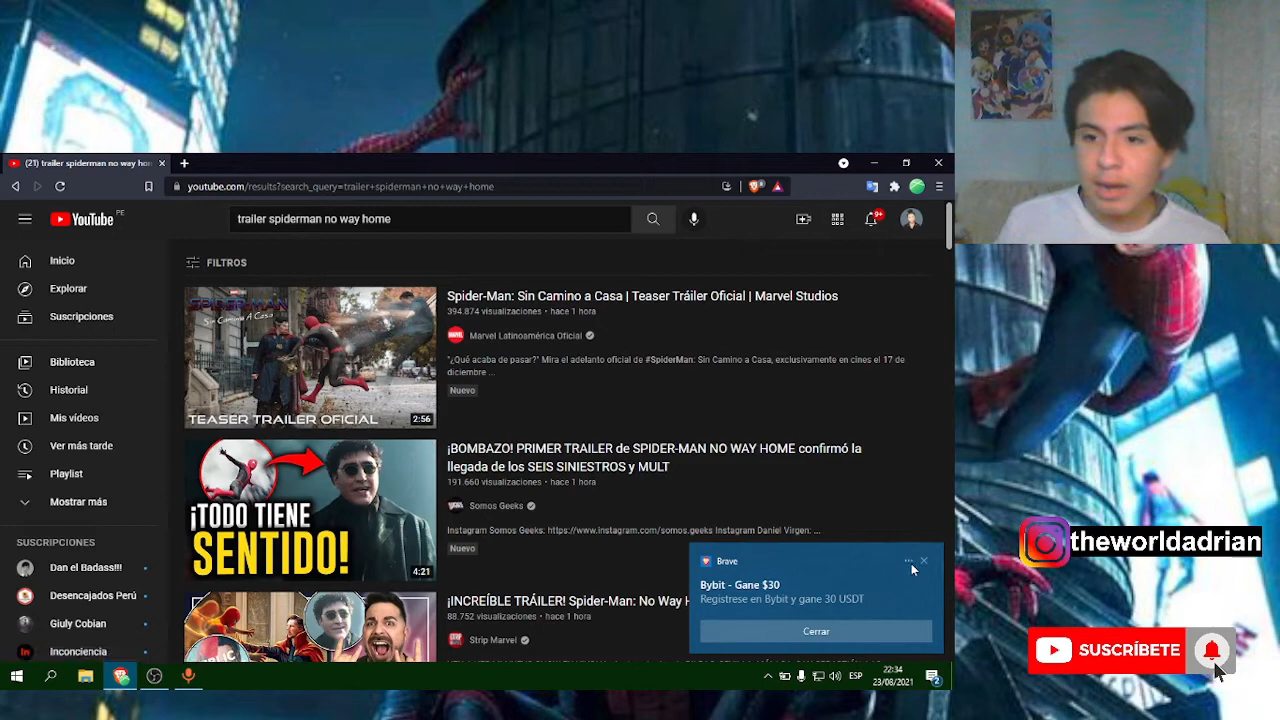 (21) trailer spiderman no way hon
youtube.com/results?search_query=trailer+spiderman+no+way+home
YouTube PE
trailer spiderman no way home
9+
Inicio
Explorar
Suscripciones
Biblioteca
Historial
Mis vídeos
Ver más tarde
Playlist
Mostrar más
SUSCRIPCIONES
Dan el Badass!!!
Desencajados Perú
Giuly Cobian
Inconciencia
FILTROS
SPIDER-MAN
Sin Camino A Casa
TEASER TRAILER OFICIAL
2:56
Spider-Man: Sin Camino a Casa | Teaser Tráiler Oficial | Marvel Studios
394.874 visualizaciones • hace 1 hora
Marvel Latinoamérica Oficial
"¿Qué acaba de pasar?" Mira el adelanto oficial de #SpiderMan: Sin Camino a Casa, exclusivamente en cines el 17 de
diciembre ...
Nuevo
¡TODO TIENE
SENTIDO!
4:21
¡BOMBAZO! PRIMER TRAILER de SPIDER-MAN NO WAY HOME confirmó la
llegada de los SEIS SINIESTROS y MULT
191.660 visualizaciones • hace 1 hora
Somos Geeks
Instagram Somos Geeks: https://www.instagram.com/somos.geeks Instagram Daniel Virgen: ...
Nuevo
¡INCREÍBLE TRÁILER! Spider-Man: No Way H
88.752 visualizaciones • hace 1 hora
Strip Marvel
Brave
Bybit - Gane $30
Registrese en Bybit y gane 30 USDT
Cerrar
ESP
22:34
23/08/2021
2
theworldadrian
SUSCRÍBETE